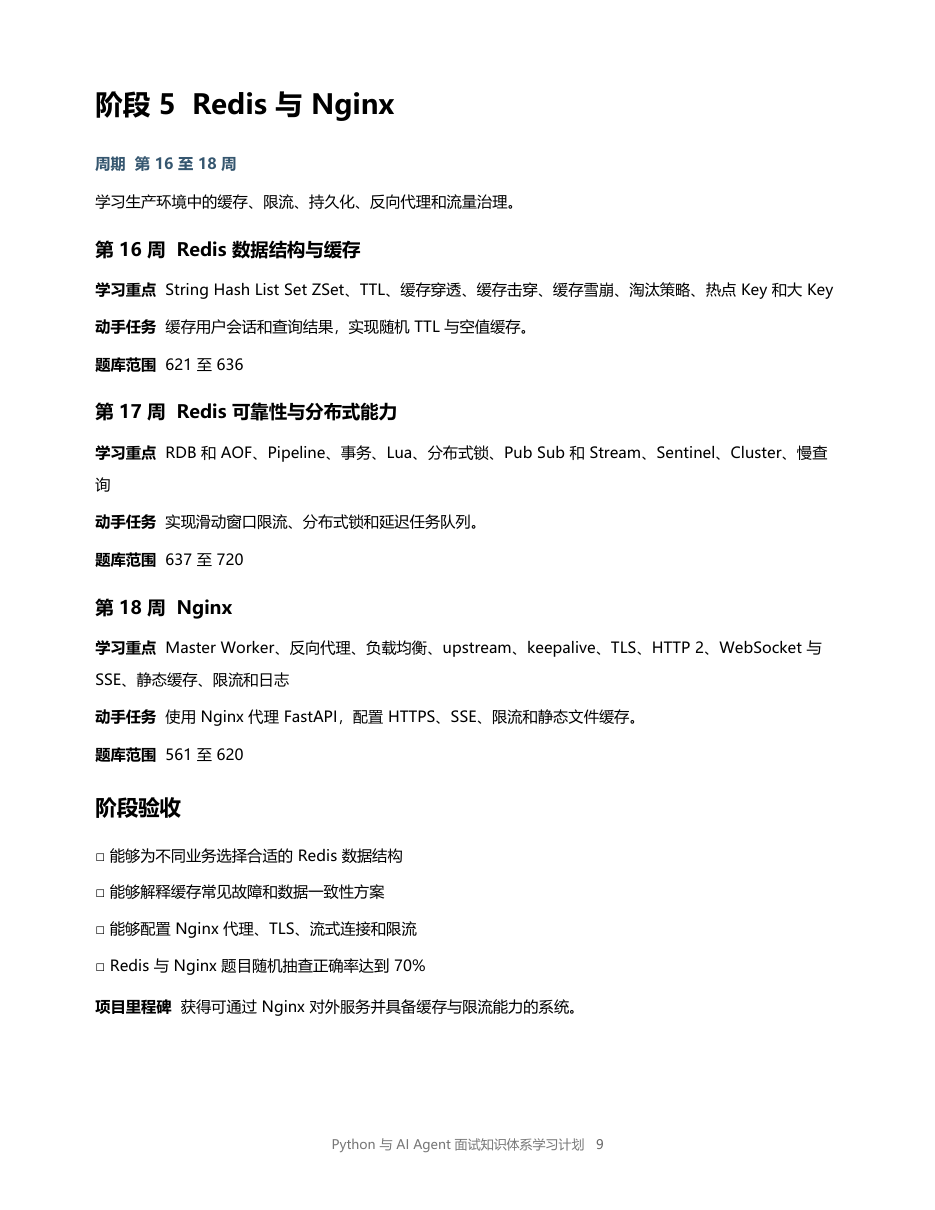 阶段 5 Redis 与 Nginx
周期 第 16 至 18 周
学习生产环境中的缓存、限流、持久化、反向代理和流量治理。
第 16 周 Redis 数据结构与缓存
学习重点 String Hash List Set ZSet、TTL、缓存穿透、缓存击穿、缓存雪崩、淘汰策略、热点 Key 和大 Key
动手任务 缓存用户会话和查询结果，实现随机 TTL 与空值缓存。
题库范围 621 至 636
第 17 周 Redis 可靠性与分布式能力
学习重点 RDB 和 AOF、Pipeline、事务、Lua、分布式锁、Pub Sub 和 Stream、Sentinel、Cluster、慢查
询
动手任务 实现滑动窗口限流、分布式锁和延迟任务队列。
题库范围 637 至 720
第 18 周 Nginx
学习重点 Master Worker、反向代理、负载均衡、upstream、keepalive、TLS、HTTP 2、WebSocket 与
SSE、静态缓存、限流和日志
动手任务 使用 Nginx 代理 FastAPI，配置 HTTPS、SSE、限流和静态文件缓存。
题库范围 561 至 620
阶段验收
□ 能够为不同业务选择合适的 Redis 数据结构
□ 能够解释缓存常见故障和数据一致性方案
□ 能够配置 Nginx 代理、TLS、流式连接和限流
□ Redis 与 Nginx 题目随机抽查正确率达到 70%
项目里程碑 获得可通过 Nginx 对外服务并具备缓存与限流能力的系统。
Python 与 AI Agent 面试知识体系学习计划 9